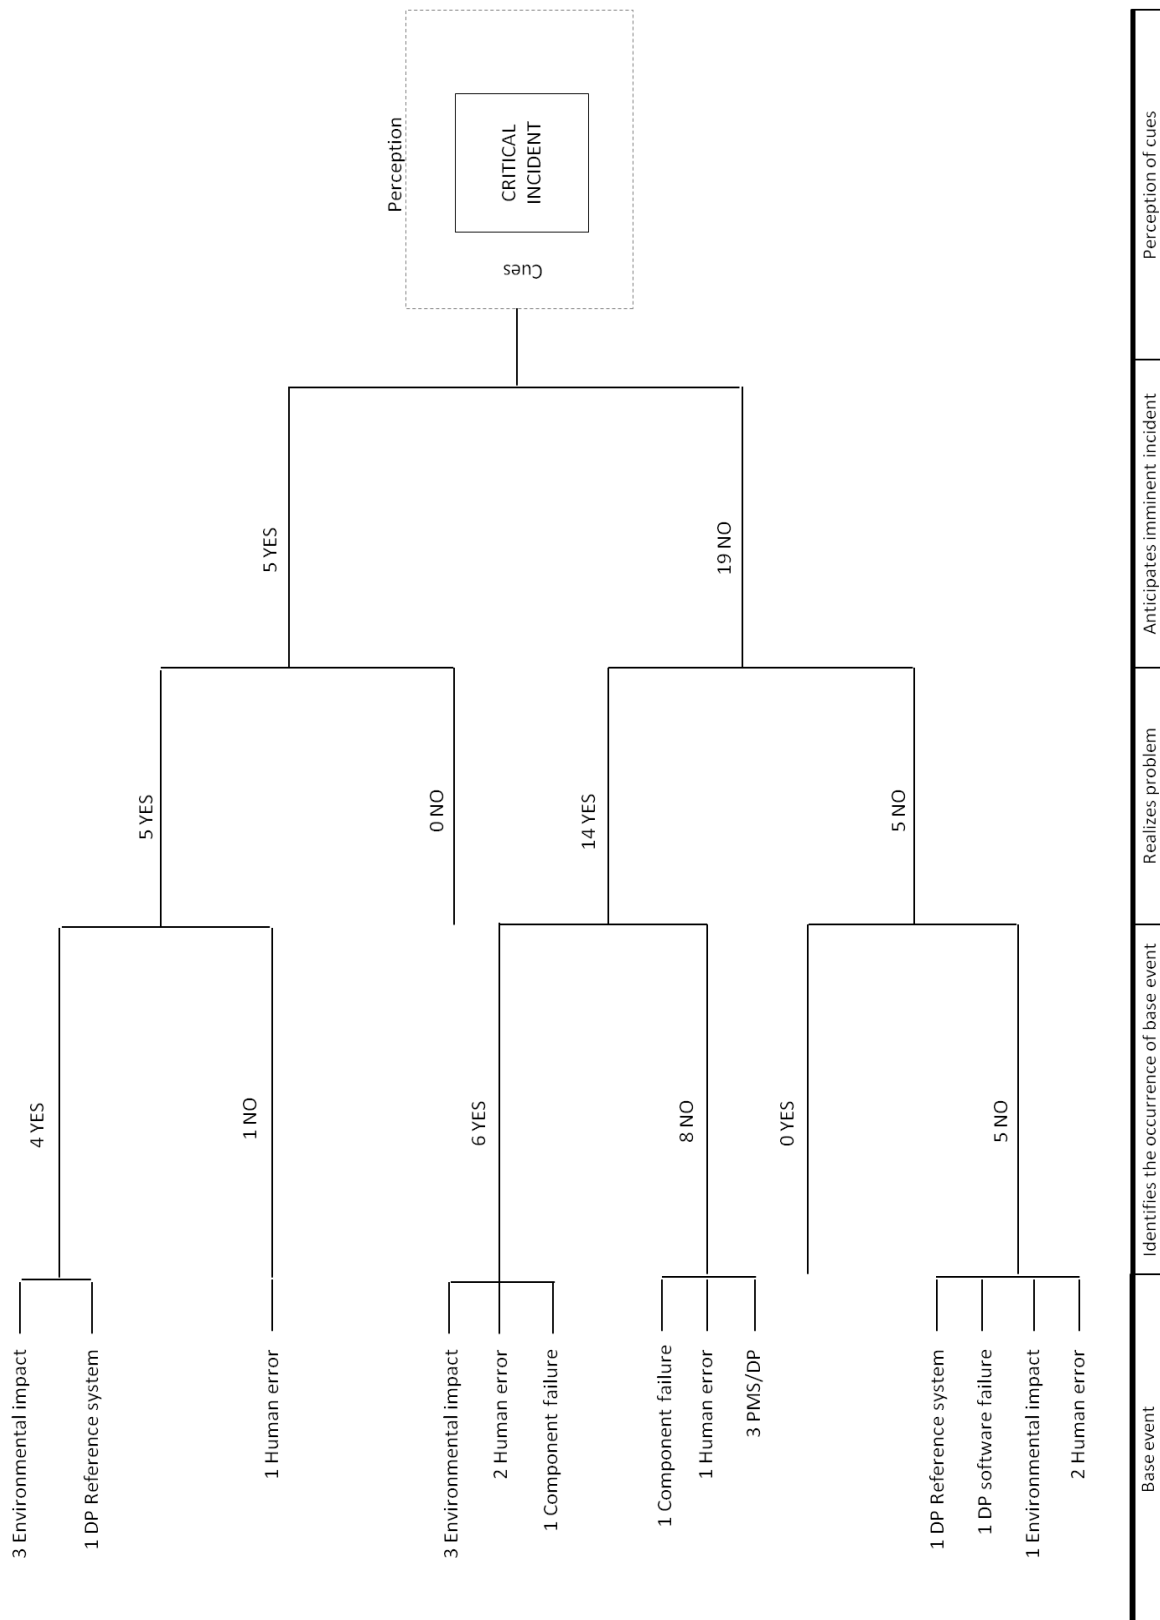 Perception
CRITICAL
INCIDENT
Cues
5 YES
19 NO
5 YES
0 NO
14 YES
5 NO
4 YES
1 NO
6 YES
8 NO
0 YES
5 NO
3 Environmental impact
1 DP Reference system
1 Human error
3 Environmental impact
2 Human error
1 Component failure
1 Component failure
1 Human error
3 PMS/DP
1 DP Reference system
1 DP software failure
1 Environmental impact
2 Human error
Base event
Identifies the occurrence of base event
Realizes problem
Anticipates imminent incident
Perception of cues